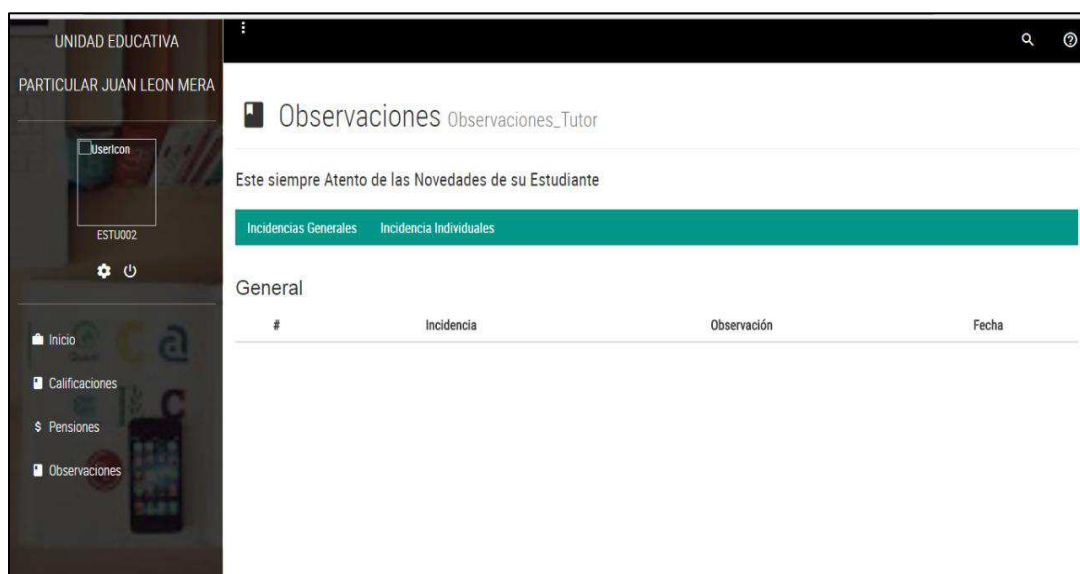 UNIDAD EDUCATIVA
PARTICULAR JUAN LEON MERA
UserIcon
ESTU002
Inicio
Calificaciones
$ Pensiones
Observaciones
Observaciones Observaciones_Tutor
Este siempre Atento de las Novedades de su Estudiante
Incidencias Generales Incidencia Individuales
General
# Incidencia Observación Fecha